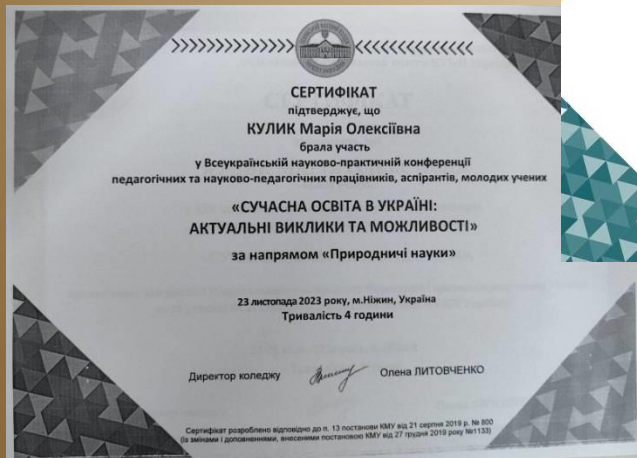 СЕРТИФІКАТ
підтверджує, що
КУЛИК Марія Олексіївна
брала участь
у Всеукраїнській науково-практичній конференції
педагогічних та науково-педагогічних працівників, аспірантів, молодих учених
«СУЧАСНА ОСВІТА В УКРАЇНІ:
АКТУАЛЬНІ ВИКЛИКИ ТА МОЖЛИВОСТІ»
за напрямом «Природничі науки»
23 листопада 2023 року, м.Ніжин, Україна
Тривалість 4 години
Директор коледжу Олена ЛИТОВЧЕНКО
Сертифікат розроблено відповідно до п. 13 постанови КМУ від 21 серпня 2019 р. № 800
(із змінами і доповненнями, внесеними постановою КМУ від 27 грудня 2019 року №1133)